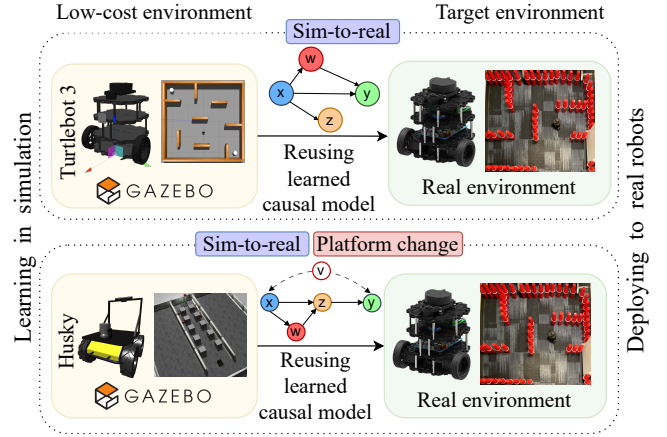 Low-cost environment
Target environment
Learning in simulation
Deploying to real robots
Sim-to-real
Turtlebot 3
GAZEBO
w
x
y
z
Reusing
learned
causal model
Real environment
Sim-to-real
Platform change
Husky
GAZEBO
v
x
z
y
w
Reusing
learned
causal model
Real environment